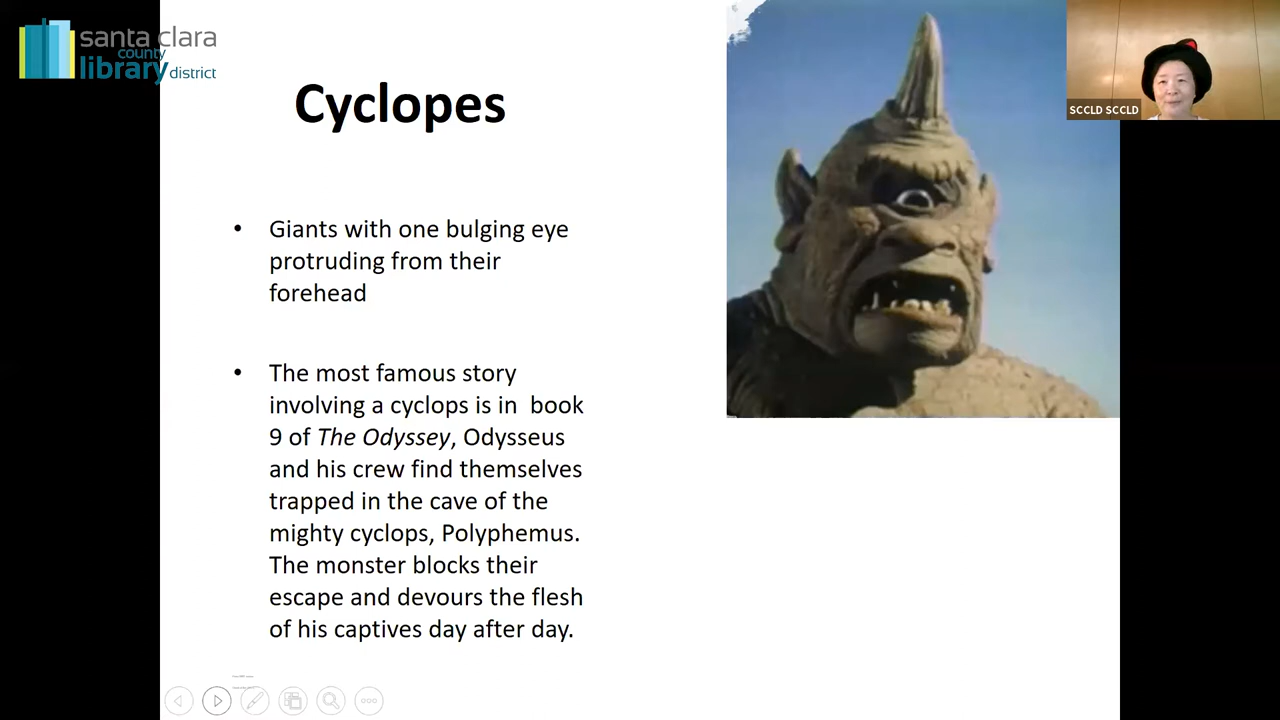 santa clara
county
library district
Cyclopes
SCCLD SCCLD
• Giants with one bulging eye
protruding from their
forehead
• The most famous story
involving a cyclops is in  book
9 of The Odyssey, Odysseus
and his crew find themselves
trapped in the cave of the
mighty cyclops, Polyphemus.
The monster blocks their
escape and devours the flesh
of his captives day after day.